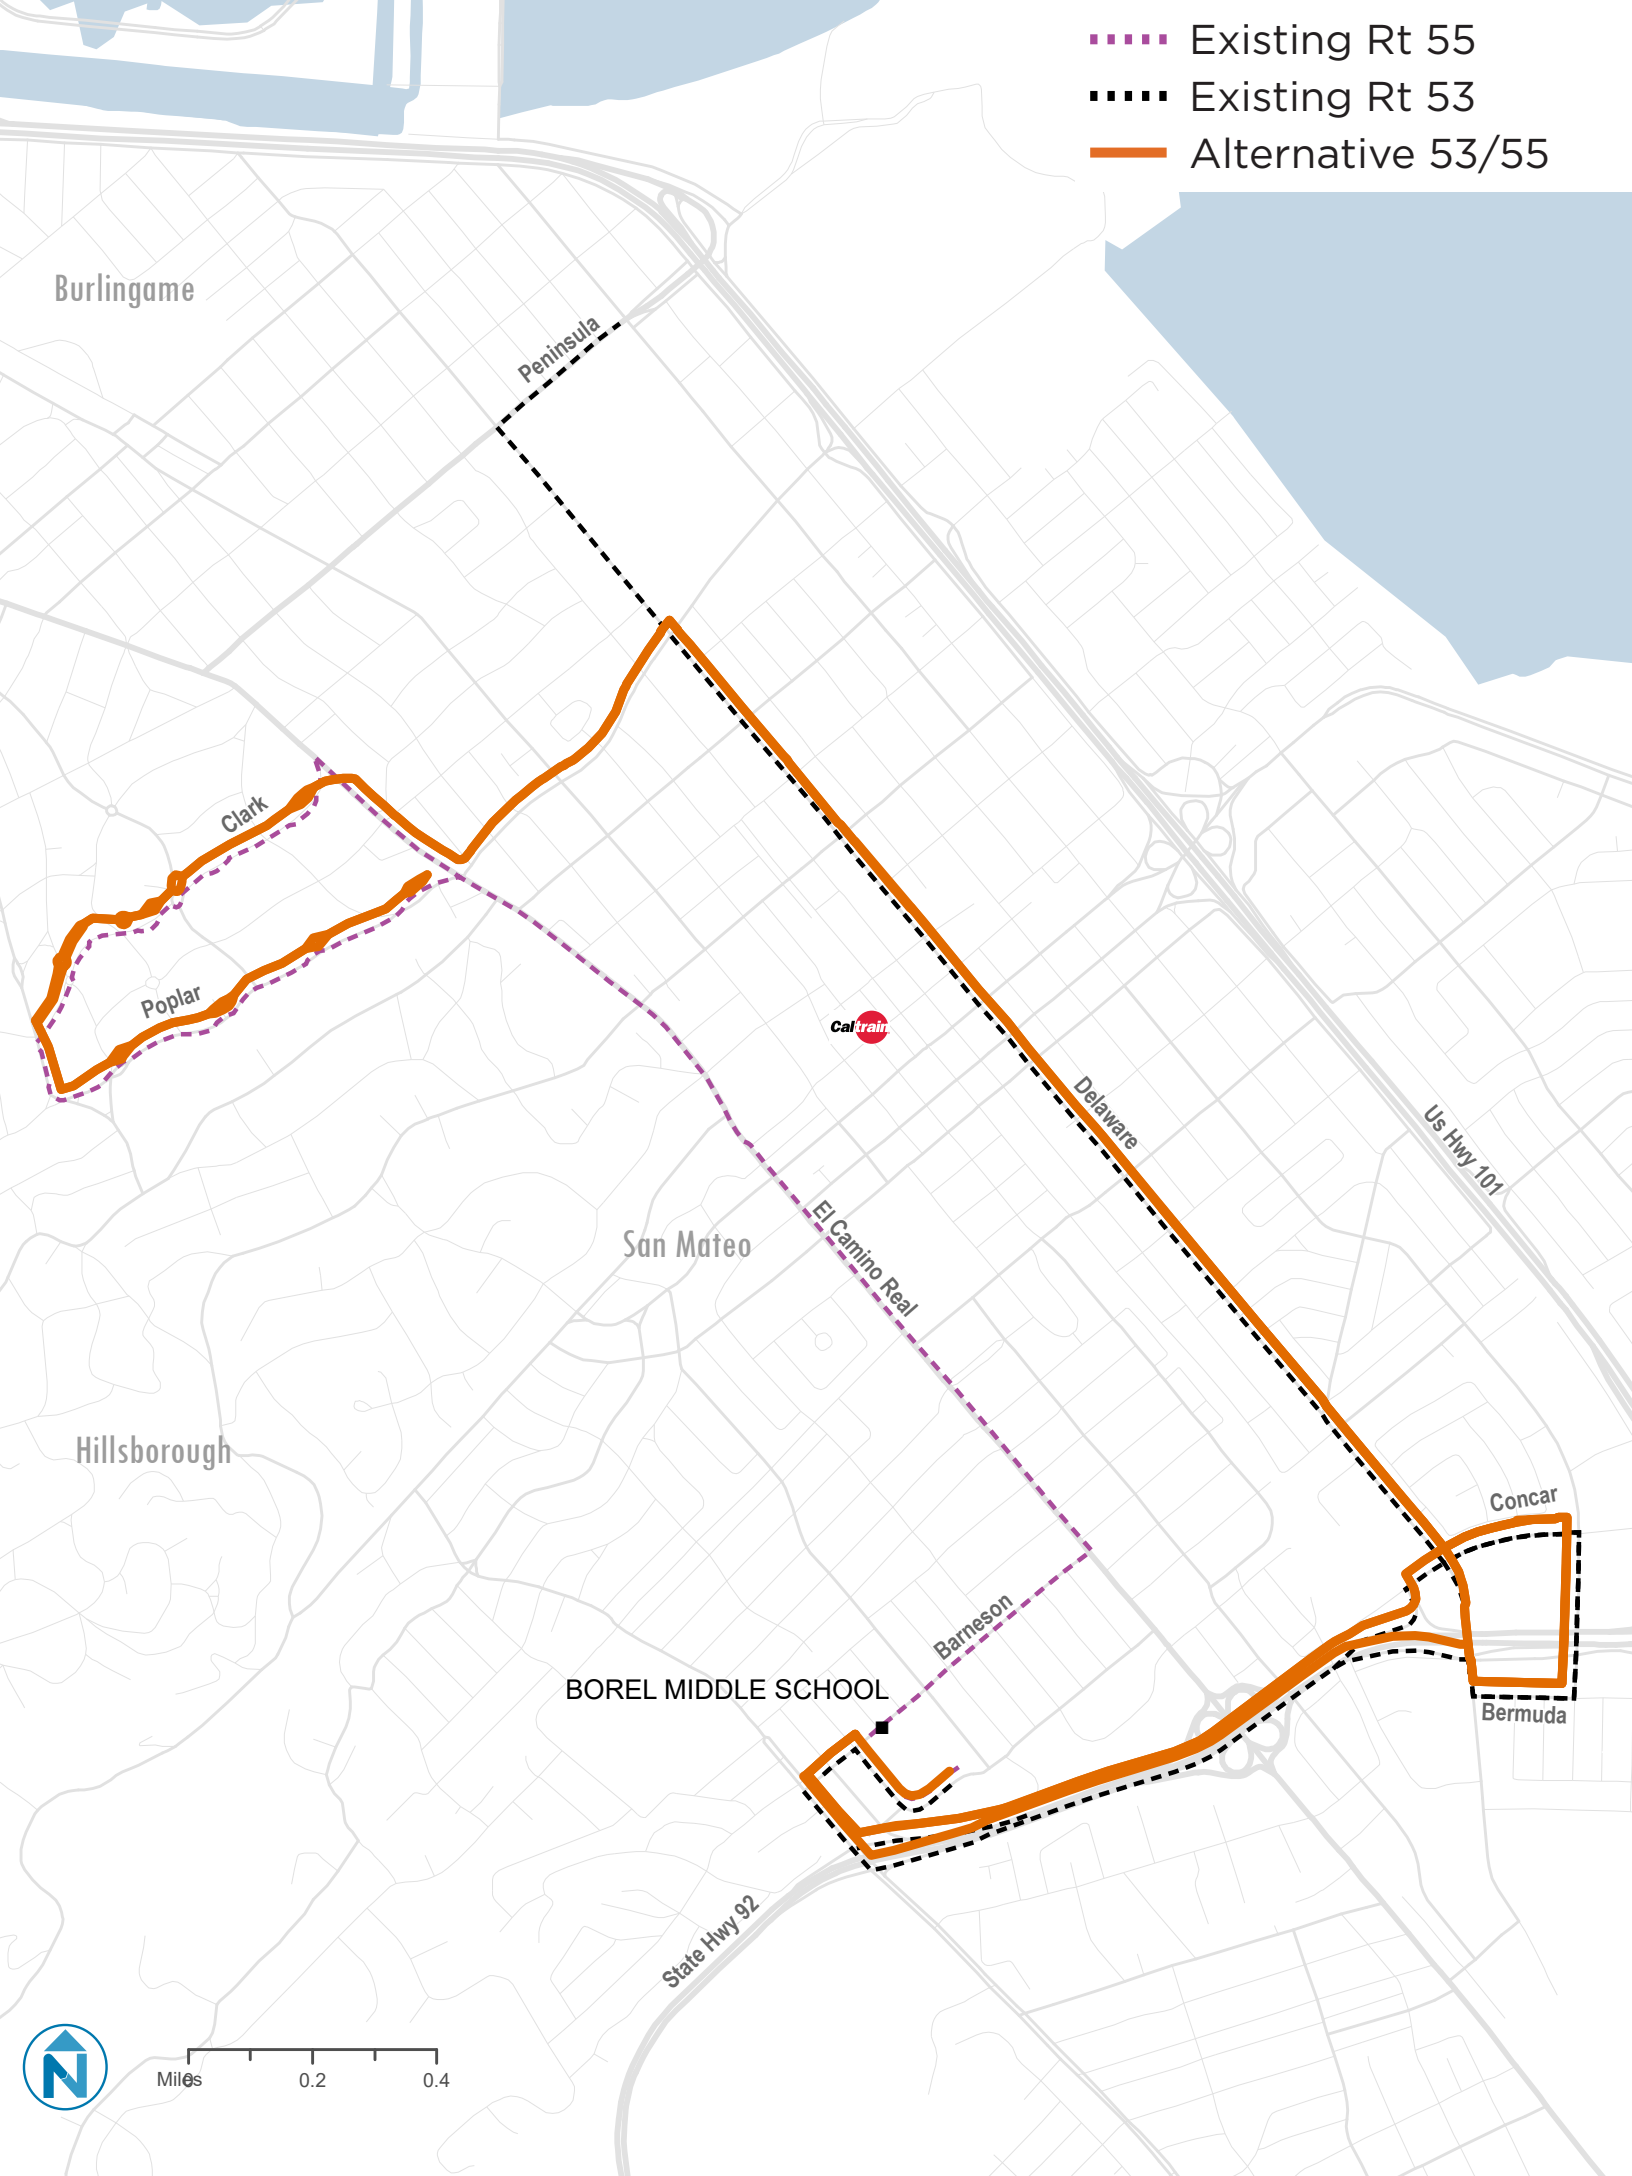 Existing Rt 55
Existing Rt 53
Alternative 53/55
Burlingame
Peninsula
Clark
Poplar
Caltrain
Delaware
Us Hwy 101
El Camino Real
San Mateo
Hillsborough
Concar
Barneson
BOREL MIDDLE SCHOOL
Bermuda
State Hwy 92
N
Miles
0
0.2
0.4